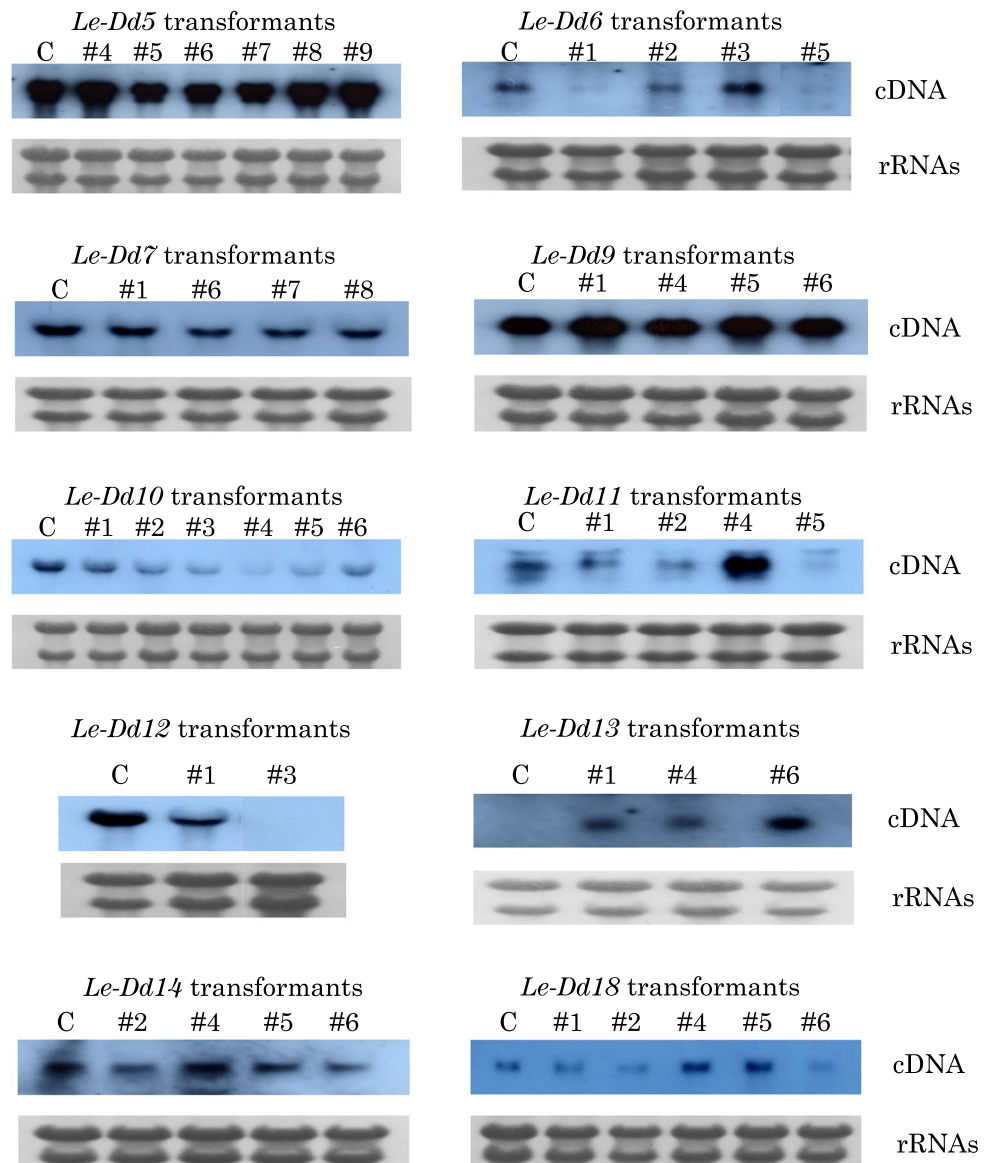 Le-Dd5 transformants
C #4 #5 #6 #7 #8 #9
Le-Dd6 transformants
C #1 #2 #3 #5
cDNA
rRNAs
Le-Dd7 transformants
C #1 #6 #7 #8
Le-Dd9 transformants
C #1 #4 #5 #6
cDNA
rRNAs
Le-Dd10 transformants
C #1 #2 #3 #4 #5 #6
Le-Dd11 transformants
C #1 #2 #4 #5
cDNA
rRNAs
Le-Dd12 transformants
C #1 #3
Le-Dd13 transformants
C #1 #4 #6
cDNA
rRNAs
Le-Dd14 transformants
C #2 #4 #5 #6
Le-Dd18 transformants
C #1 #2 #4 #5 #6
cDNA
rRNAs